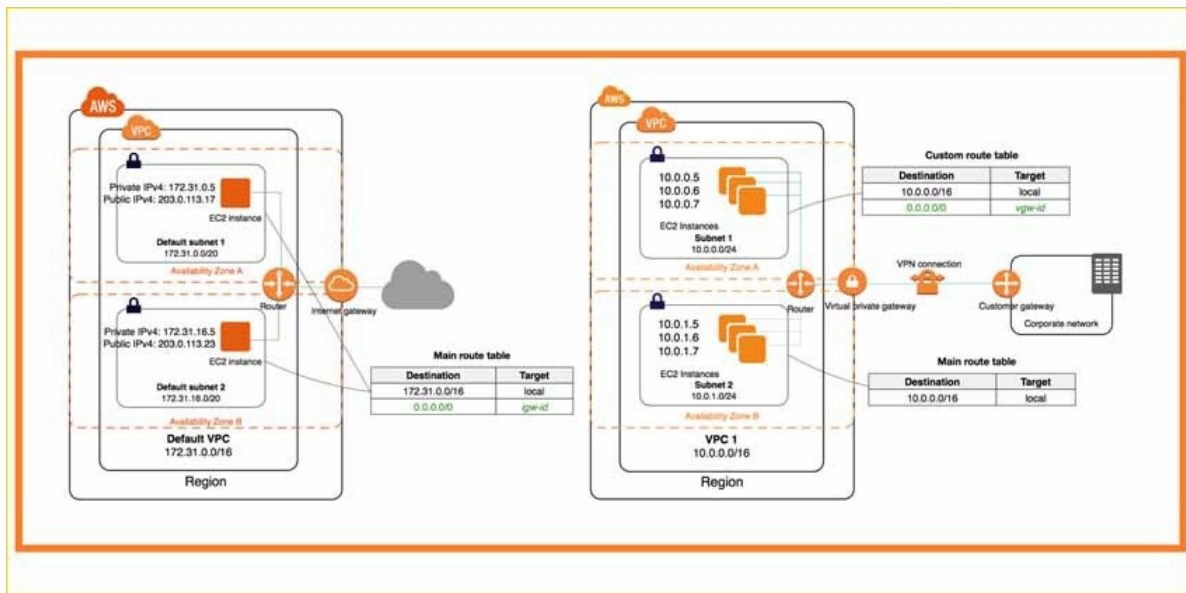 AWS
VPC
Private IPv4: 172.31.0.5
Public IPv4: 203.0.113.17
EC2 instance
Default subnet 1
172.31.0.0/20
Availability Zone A
Router
Internet gateway
Private IPv4: 172.31.16.5
Public IPv4: 203.0.113.23
EC2 instance
Default subnet 2
172.31.16.0/20
Availability Zone B
Default VPC
172.31.0.0/16
Region
Main route table
Destination Target
172.31.0.0/16 local
0.0.0.0/0 igw-id
AWS
VPC
10.0.0.5
10.0.0.6
10.0.0.7
EC2 Instances
Subnet 1
10.0.0.0/24
Availability Zone A
Router
Virtual private gateway
VPN connection
Customer gateway
Corporate network
10.0.1.5
10.0.1.6
10.0.1.7
EC2 Instances
Subnet 2
10.0.1.0/24
Availability Zone B
VPC 1
10.0.0.0/16
Region
Custom route table
Destination Target
10.0.0.0/16 local
0.0.0.0/0 vgw-id
Main route table
Destination Target
10.0.0.0/16 local